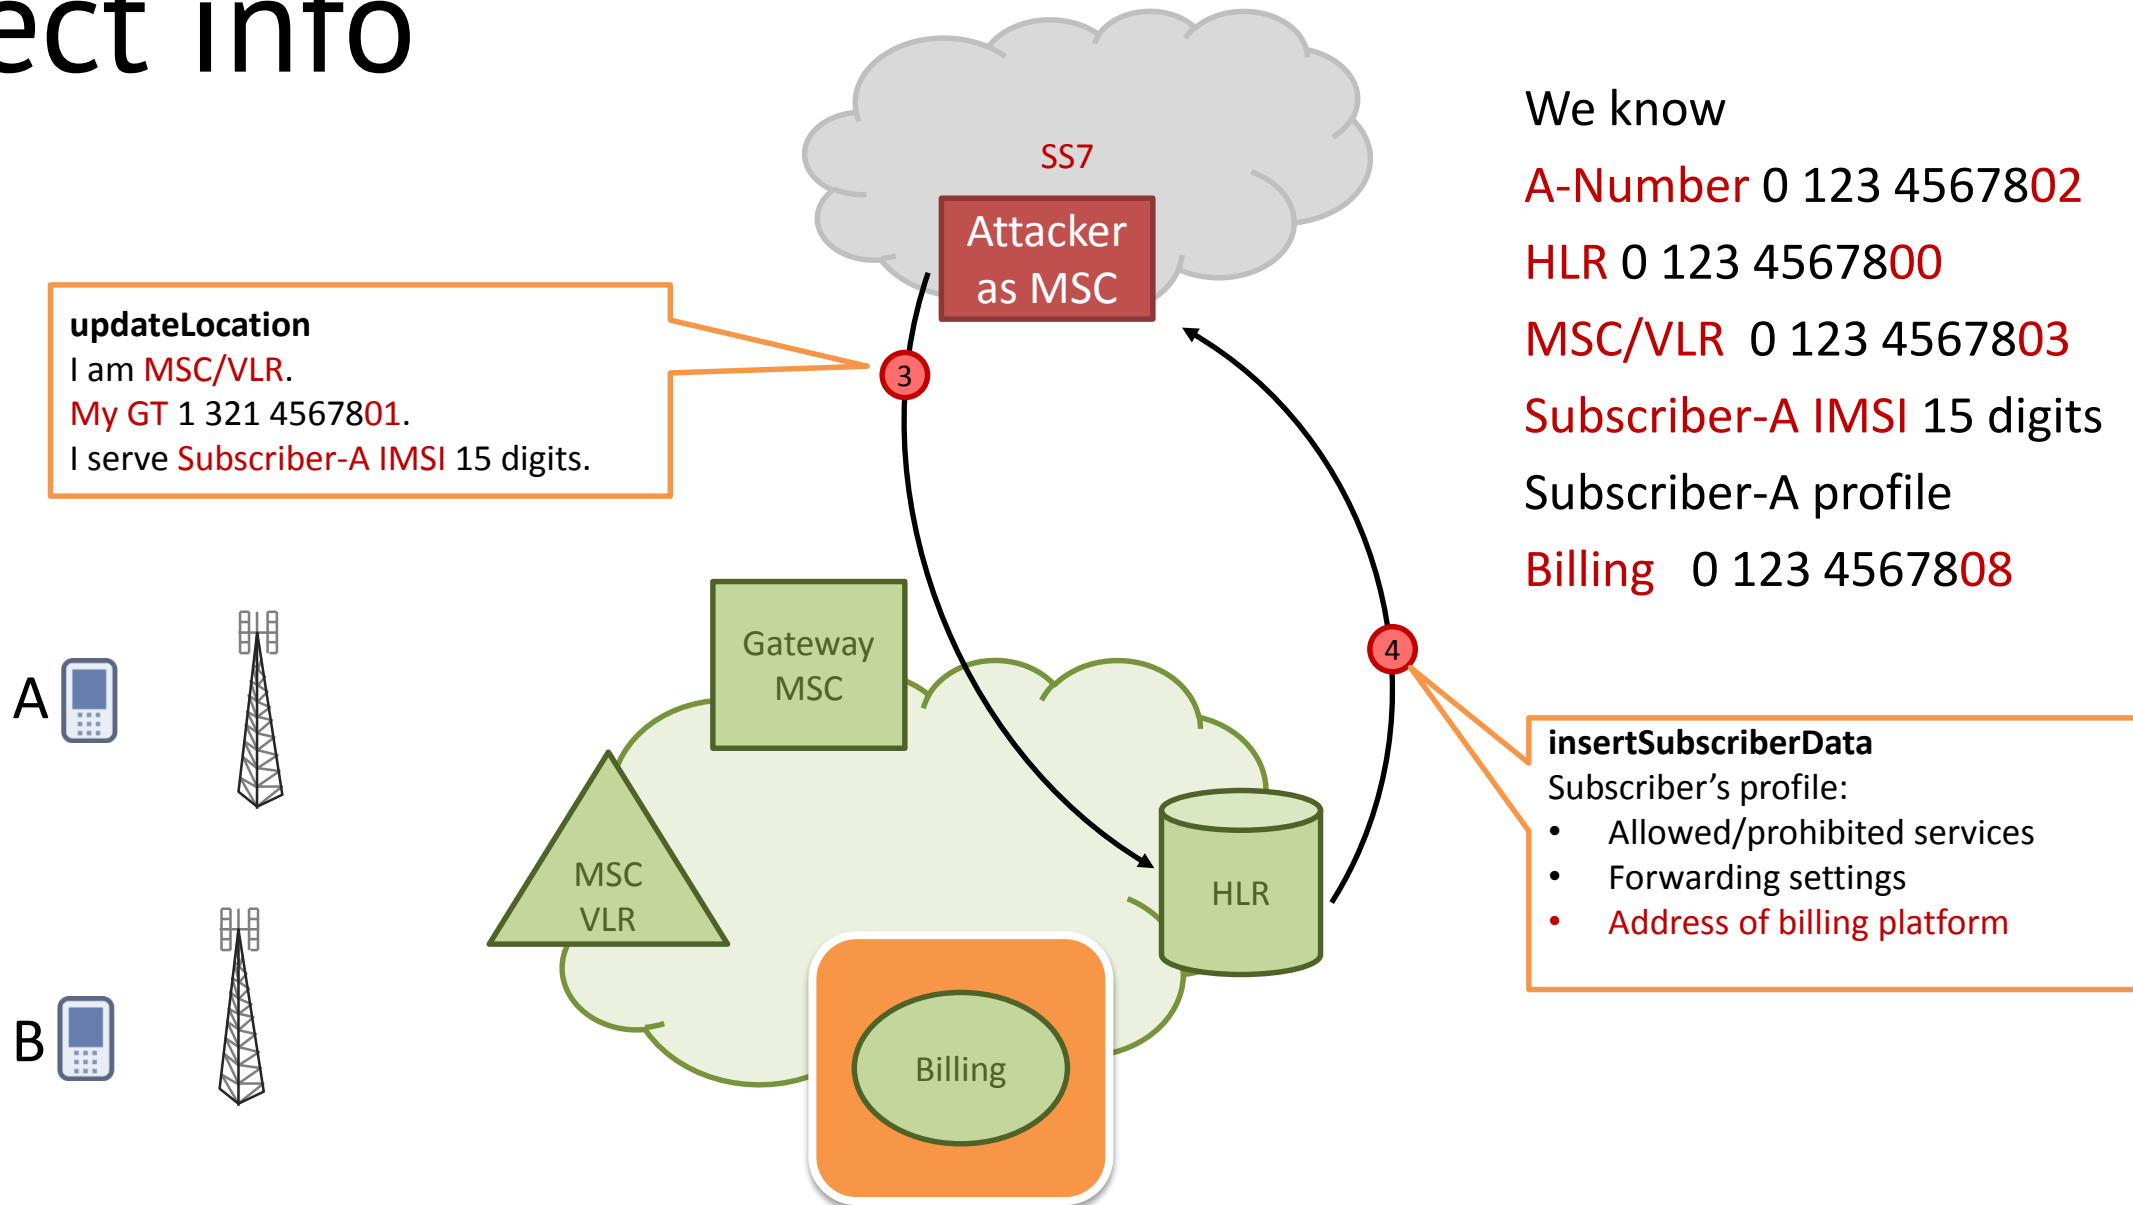 ect info
SS7
Attacker
as MSC
updateLocation
I am MSC/VLR.
My GT 1 321 4567801.
I serve Subscriber-A IMSI 15 digits.
3
We know
A-Number 0 123 4567802
HLR 0 123 4567800
MSC/VLR 0 123 4567803
Subscriber-A IMSI 15 digits
Subscriber-A profile
Billing 0 123 4567808
Gateway
MSC
4
A
MSC
VLR
HLR
insertSubscriberData
Subscriber’s profile:
• Allowed/prohibited services
• Forwarding settings
• Address of billing platform
B
Billing